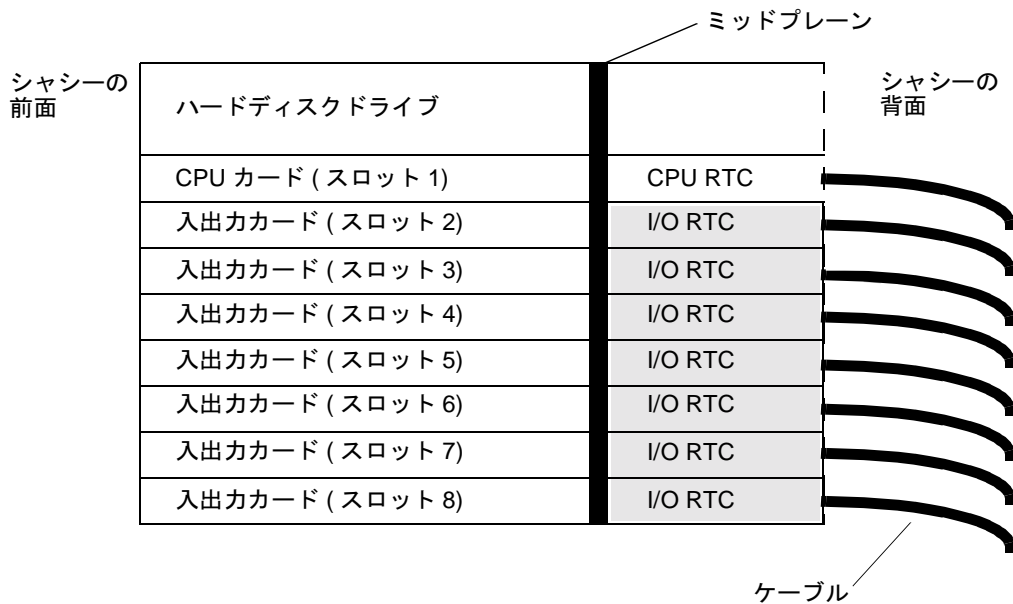 ミッドプレーン
シャシーの
前面
シャシーの
背面
ハードディスクドライブ
CPU カード ( スロット 1)
CPU RTC
入出力カード ( スロット 2)
I/O RTC
入出力カード ( スロット 3)
I/O RTC
入出力カード ( スロット 4)
I/O RTC
入出力カード ( スロット 5)
I/O RTC
入出力カード ( スロット 6)
I/O RTC
入出力カード ( スロット 7)
I/O RTC
入出力カード ( スロット 8)
I/O RTC
ケーブル